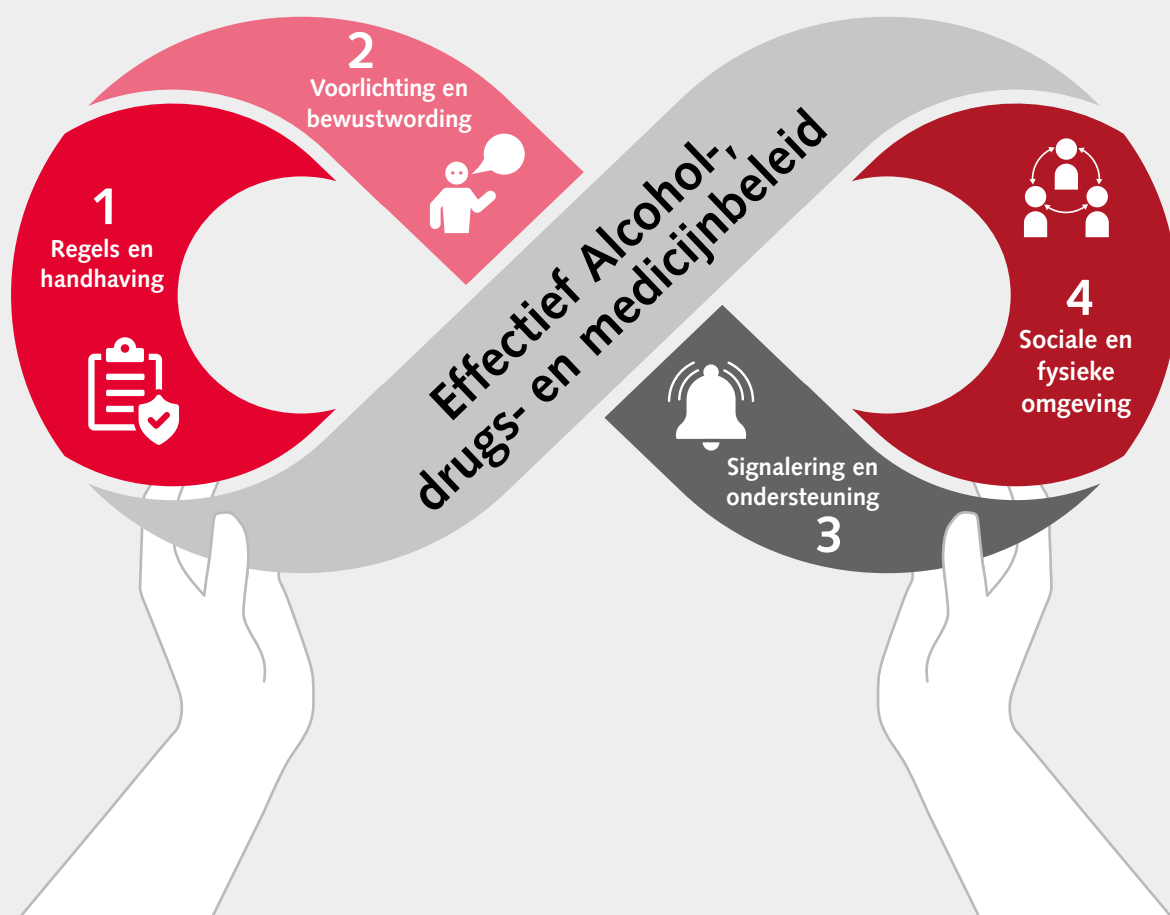 1
Regels en
handhaving
2
Voorlichting en
bewustwording
Effectief Alcohol-,
drugs- en medicijnbeleid
Signalering en
ondersteuning
3
4
Sociale en
fysieke
omgeving